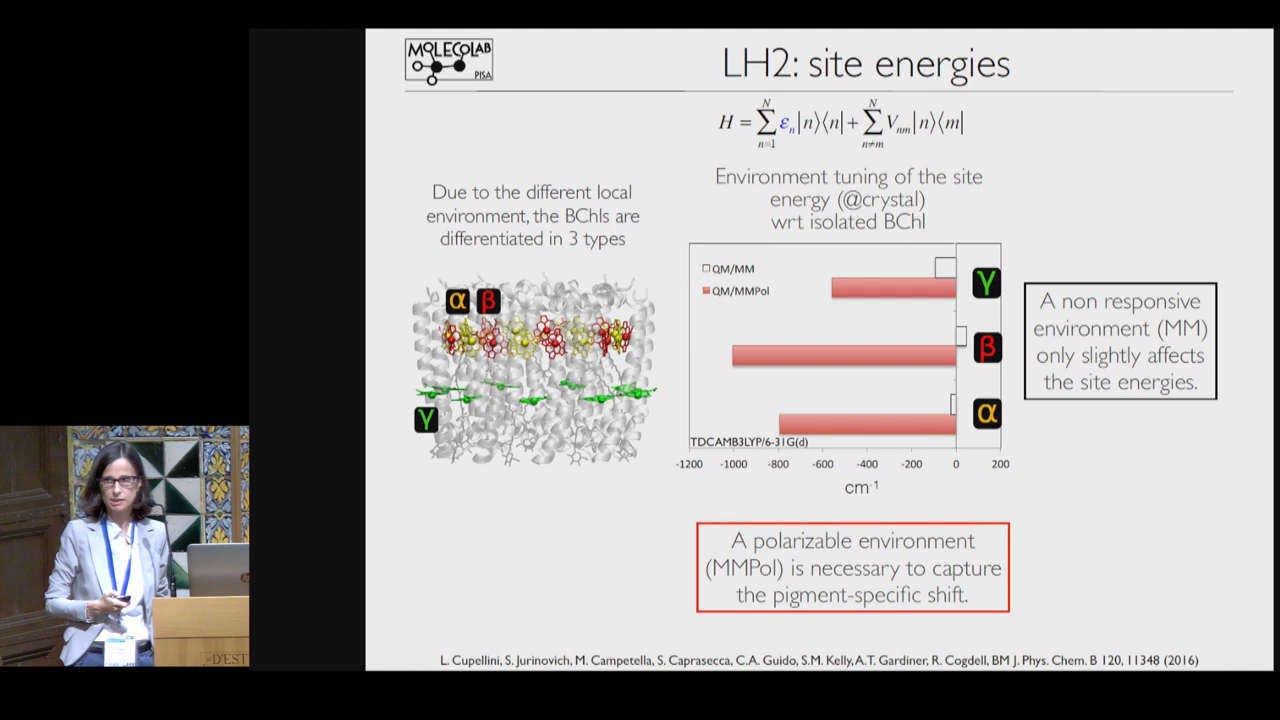 MOLECOLAB
PISA
LH2: site energies
H = ∑_{n=1}^{N} ε_n |n⟩⟨n| + ∑_{n≠m}^{N} V_{nm} |n⟩⟨m|
Due to the different local
environment, the BChls are
differentiated in 3 types
α β
γ
Environment tuning of the site
energy (@crystal)
wrt isolated BChl
QM/MM
QM/MMPol
γ
β
α
TDCAMB3LYP/6-31G(d)
-1200 -1000 -800 -600 -400 -200 0 200
cm-1
A non responsive
environment (MM)
only slightly affects
the site energies.
A polarizable environment
(MMPol) is necessary to capture
the pigment-specific shift.
L. Cupellini, S. Jurinovich, M. Campetella, S. Caprasecca, C.A. Guido, S.M. Kelly, A.T. Gardiner, R. Cogdell, BM J. Phys. Chem. B 120, 11348 (2016)
D'EST